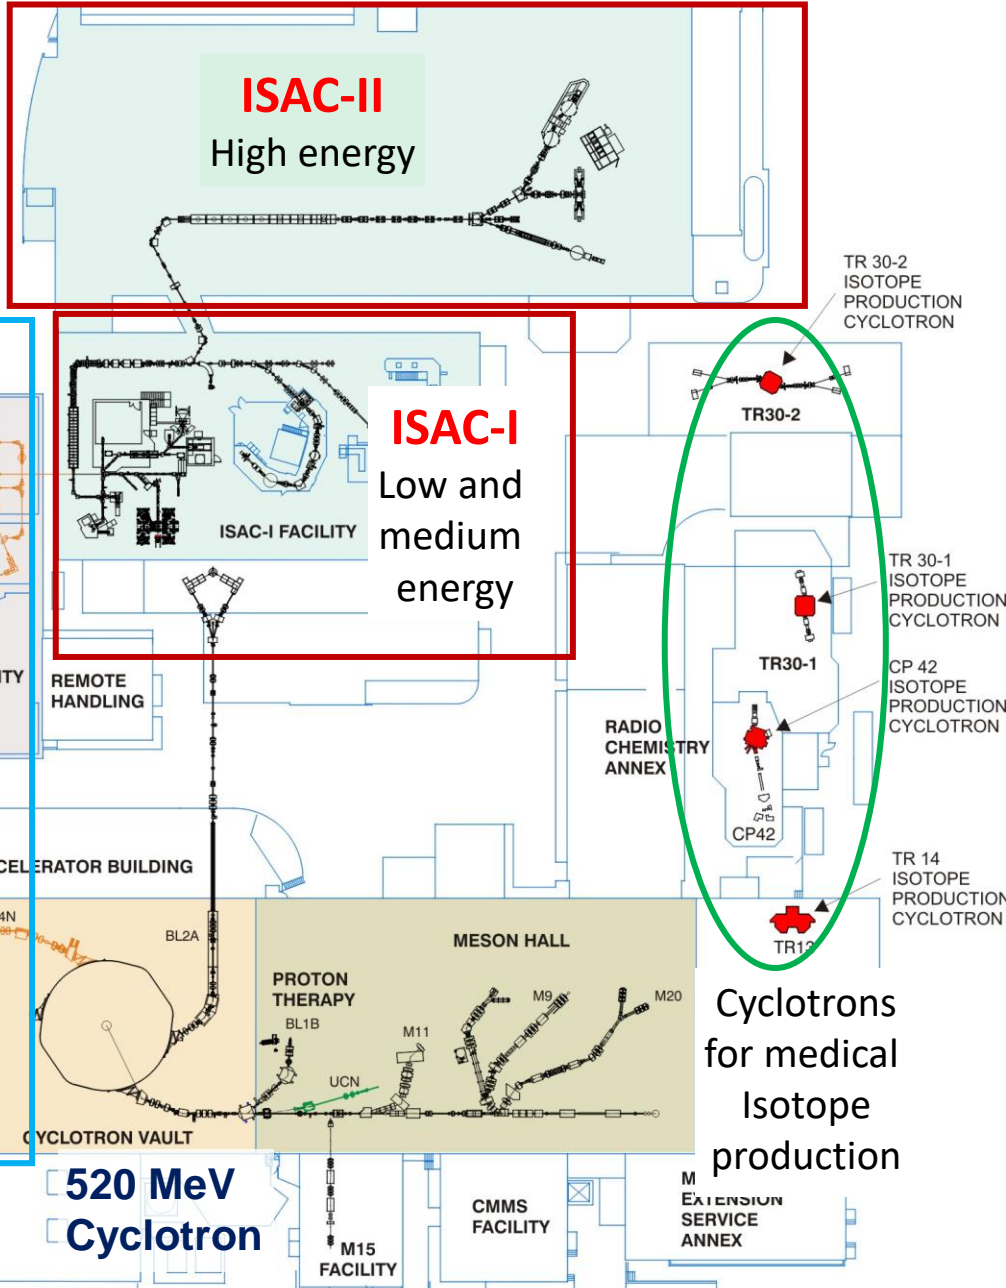 ISAC-II
High energy
TR 30-2
ISOTOPE
PRODUCTION
CYCLOTRON
TR30-2
ISAC-I
Low and
medium
energy
ISAC-I FACILITY
TR 30-1
ISOTOPE
PRODUCTION
CYCLOTRON
TR30-1
REMOTE
HANDLING
CP 42
ISOTOPE
PRODUCTION
CYCLOTRON
RADIO
CHEMISTRY
ANNEX
CP42
CELERATOR BUILDING
TR 14
ISOTOPE
PRODUCTION
CYCLOTRON
TR13
4N
BL2A
MESON HALL
PROTON
THERAPY
BL1B
M11
M9
M20
UCN
Cyclotrons
for medical
Isotope
production
CYCLOTRON VAULT
520 MeV
Cyclotron
M15
FACILITY
CMMS
FACILITY
M
EXTENSION
SERVICE
ANNEX
ITY